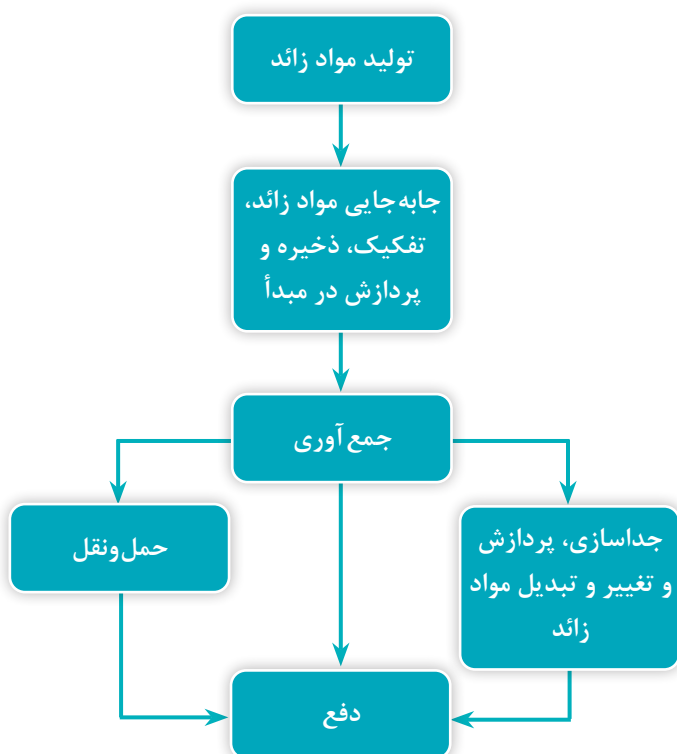 تولید مواد زائد
جابه‌جایی مواد زائد،
تفکیک، ذخیره و
پردازش در مبدأ
جمع‌آوری
جداسازی، پردازش
و تغییر و تبدیل مواد
زائد
حمل‌ونقل
دفع